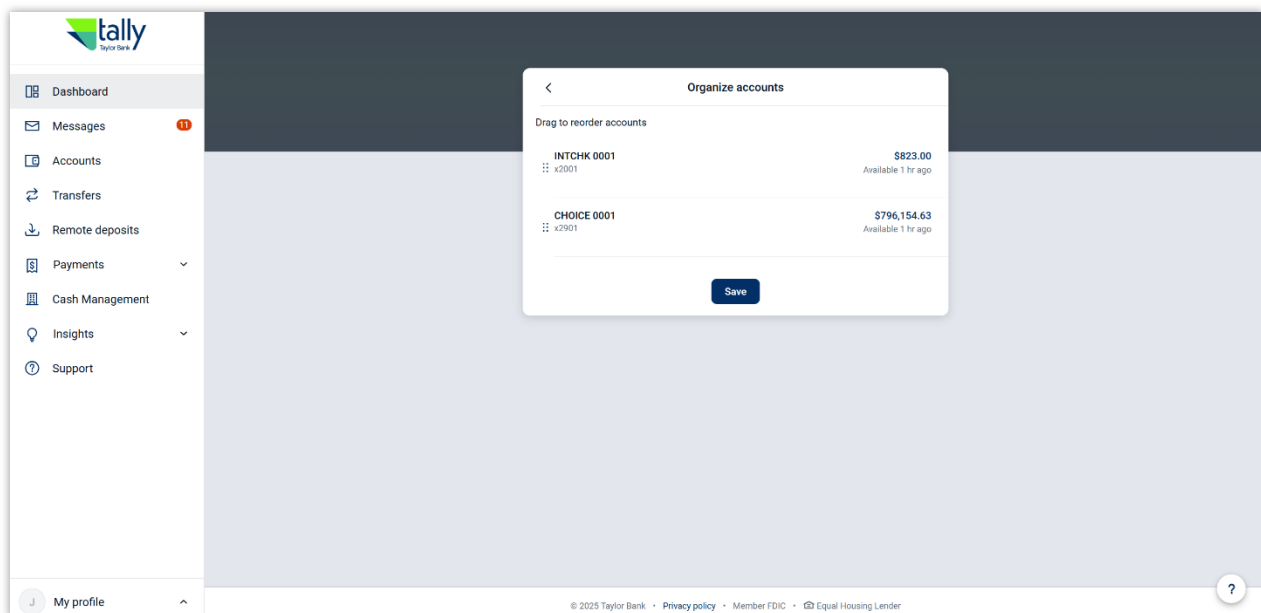 tally
Taylor Bank
Dashboard
Messages 11
Accounts
Transfers
Remote deposits
Payments
Cash Management
Insights
Support
J My profile
Organize accounts
Drag to reorder accounts
INTCHK 0001 $823.00
x2001 Available 1 hr ago
CHOICE 0001 $796,154.63
x2901 Available 1 hr ago
Save
© 2025 Taylor Bank • Privacy policy • Member FDIC • Equal Housing Lender
?